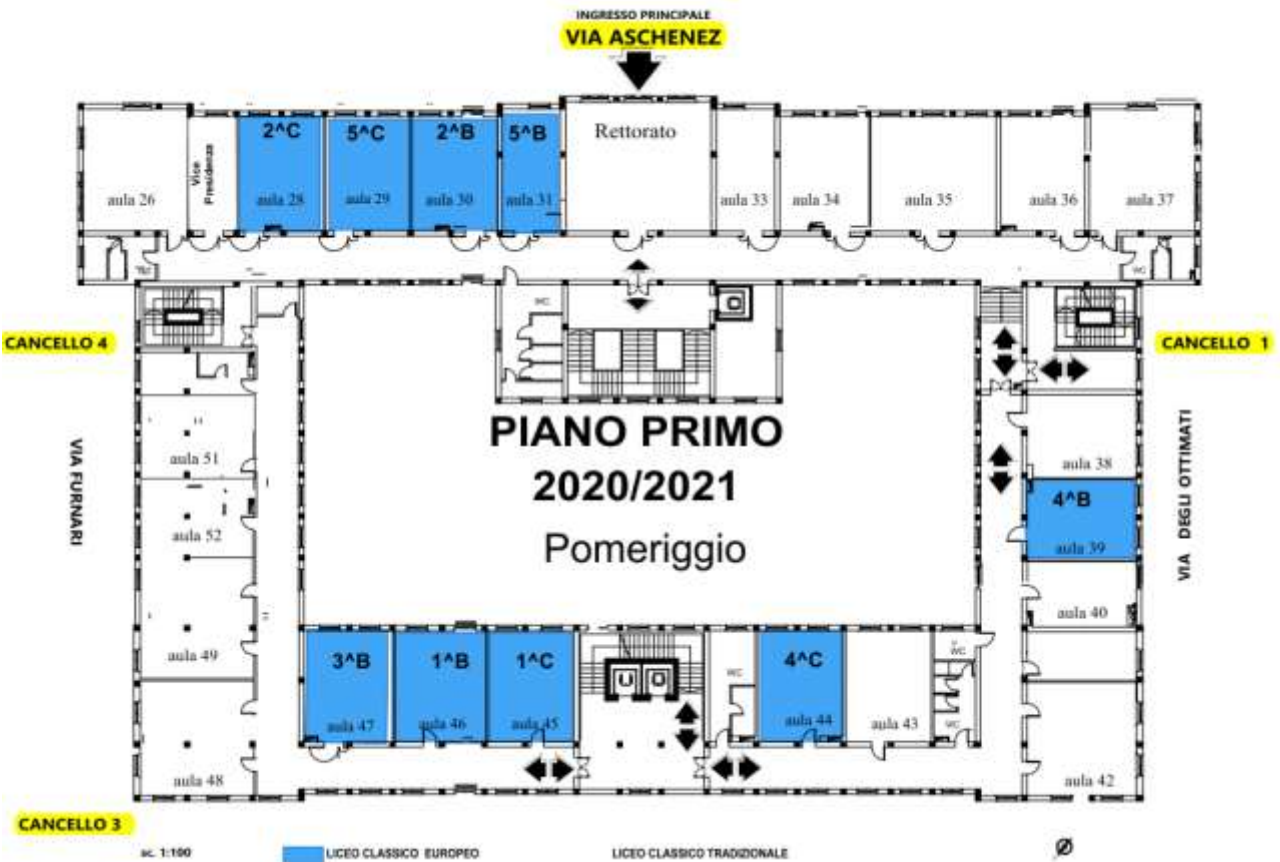 INGRESSO PRINCIPALE
VIA ASCHENEZ
2^C
5^C
2^B
5^B
Rettorato
Vice
Presidenza
aula 26
aula 28
aula 29
aula 30
aula 31
aula 33
aula 34
aula 35
aula 36
aula 37
WC
WC
CANCELLO 4
CANCELLO 1
PIANO PRIMO
2020/2021
Pomeriggio
VIA FURNARI
VIA DEGLI OTTIMATI
aula 51
aula 52
aula 49
aula 48
aula 38
4^B
aula 39
aula 40
aula 42
3^B
1^B
1^C
4^C
aula 47
aula 46
aula 45
WC
aula 44
aula 43
WC
WC
CANCELLO 3
sc. 1:100
LICEO CLASSICO EUROPEO
LICEO CLASSICO TRADIZIONALE